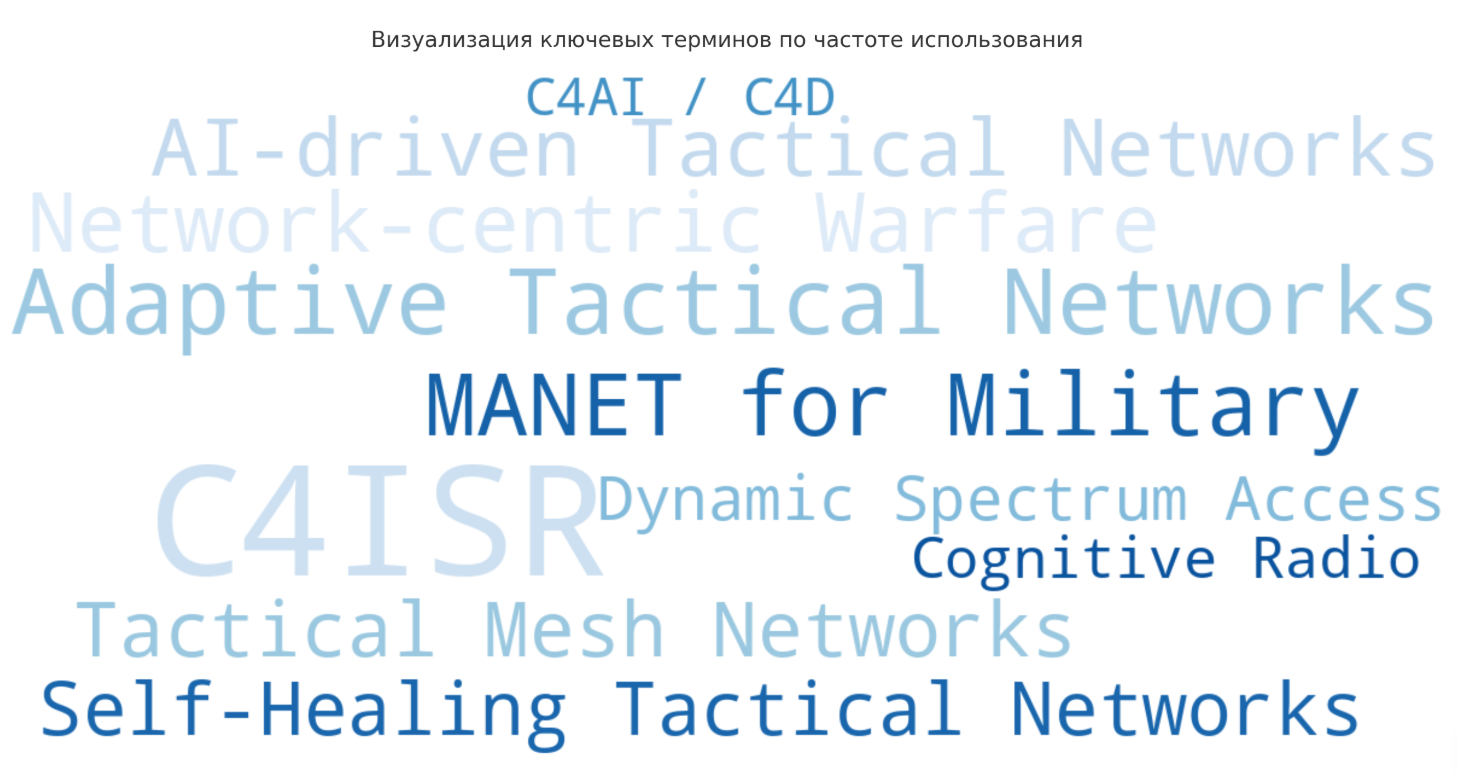 Визуализация ключевых терминов по частоте использования
C4AI / C4D
AI-driven Tactical Networks
Network-centric Warfare
Adaptive Tactical Networks
MANET for Military
C4ISR
Dynamic Spectrum Access
Cognitive Radio
Tactical Mesh Networks
Self-Healing Tactical Networks